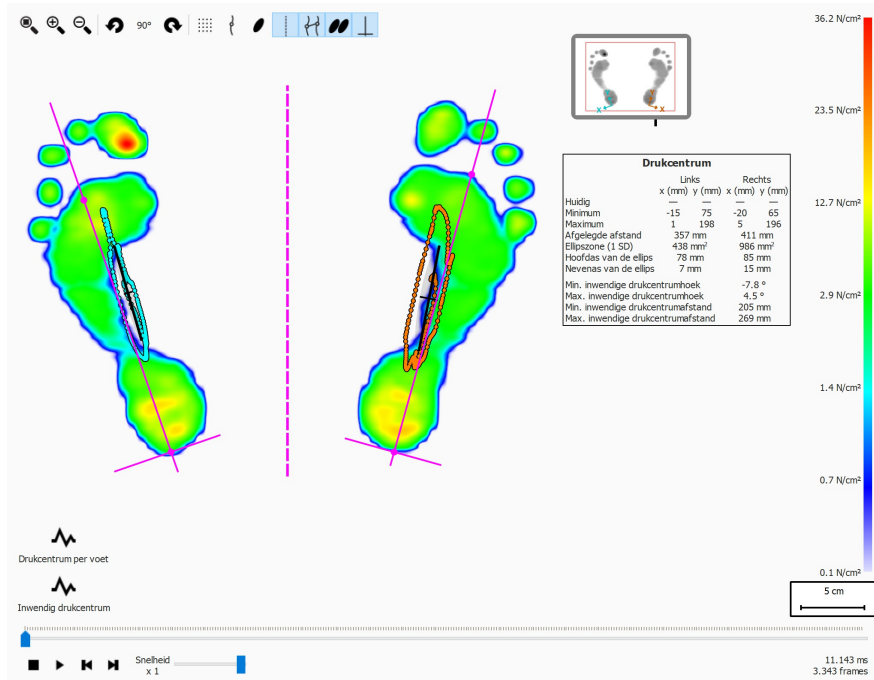 90°
36.2 N/cm²
23.5 N/cm²
12.7 N/cm²
2.9 N/cm²
1.4 N/cm²
0.7 N/cm²
0.1 N/cm²
x x
Drukcentrum
Links Rechts
x (mm) y (mm) x (mm) y (mm)
Huidig — — — —
Minimum -15 75 -20 65
Maximum 1 198 5 196
Afgelegde afstand 357 mm 411 mm
Ellipszone (1 SD) 438 mm² 986 mm²
Hoofdas van de ellips 78 mm 85 mm
Nevenas van de ellips 7 mm 15 mm
Min. inwendige drukcentrumhoek -7.8 °
Max. inwendige drukcentrumhoek 4.5 °
Min. inwendige drukcentrumafstand 205 mm
Max. inwendige drukcentrumafstand 269 mm
Drukcentrum per voet
Inwendig drukcentrum
5 cm
Snelheid
x 1
11.143 ms
3.343 frames